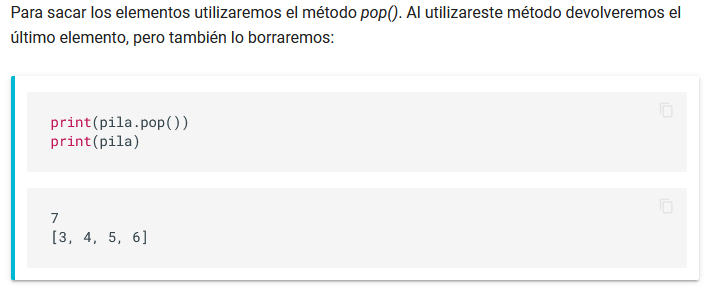 Para sacar los elementos utilizaremos el método pop(). Al utilizareste método devolveremos el
último elemento, pero también lo borraremos:
print(pila.pop())
print(pila)
7
[3, 4, 5, 6]